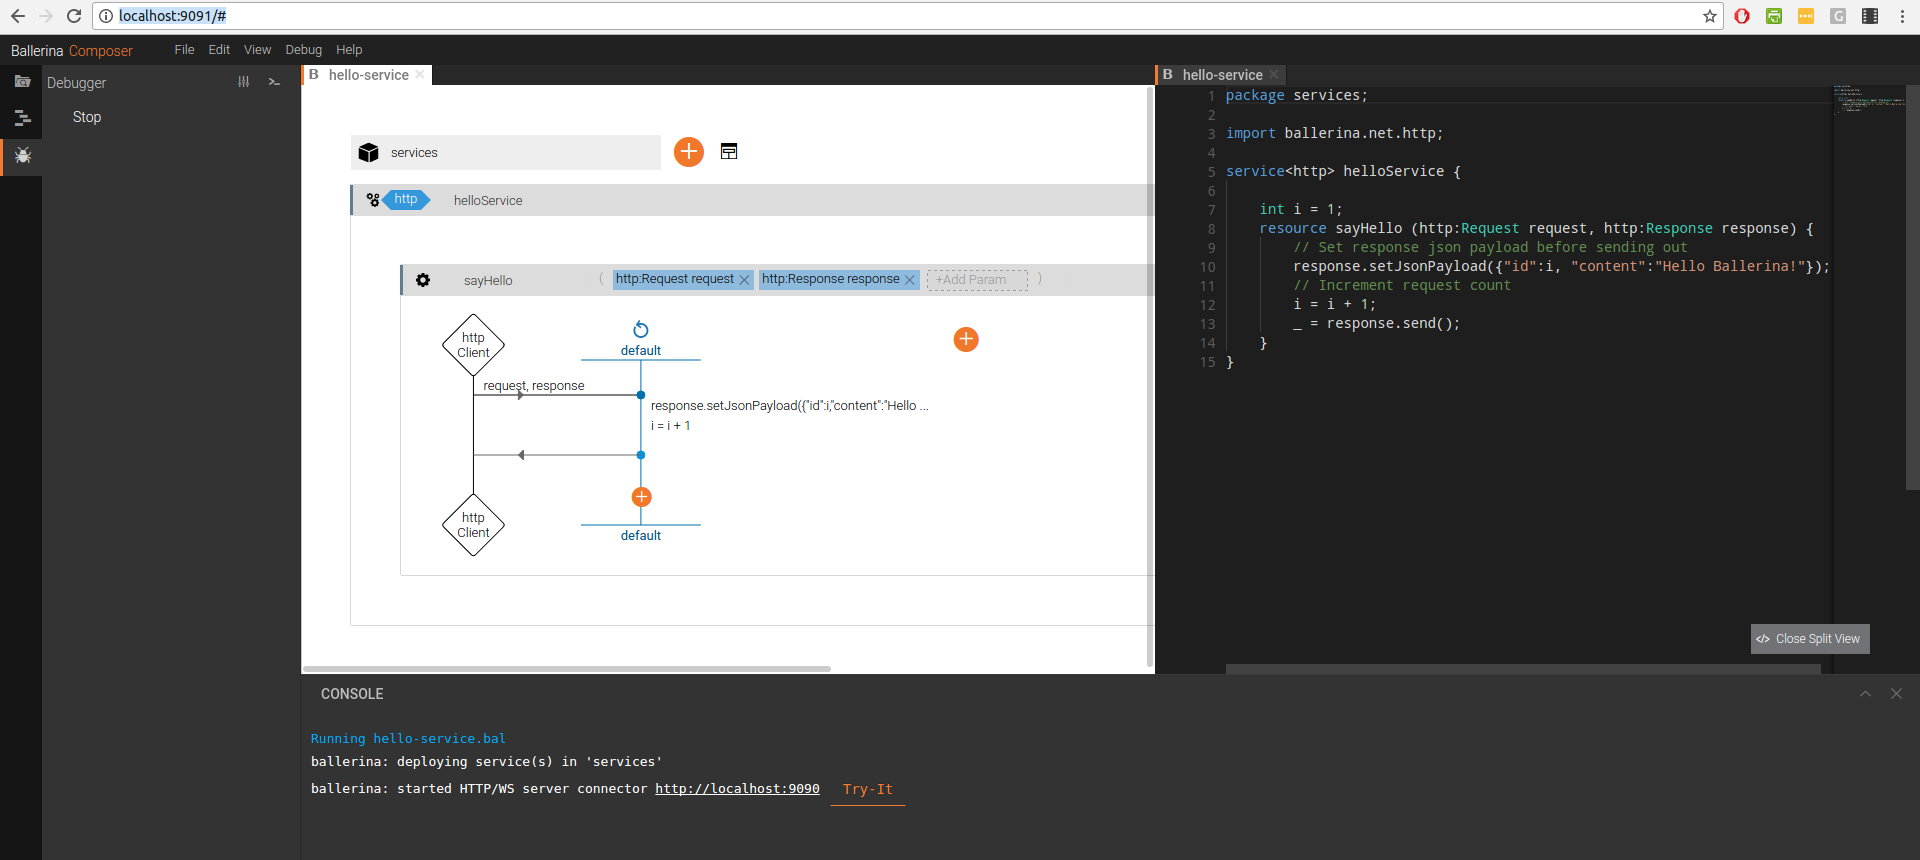 localhost:9091/#
Ballerina Composer File Edit View Debug Help
Debugger
Stop
B hello-service
services
http helloService
sayHello ( http:Request request http:Response response +Add Param )
http
Client
default
request, response
response.setJsonPayload({"id":i,"content":"Hello ...
i = i + 1
http
Client
default
B hello-service
1 package services;
2
3 import ballerina.net.http;
4
5 service<http> helloService {
6
7 int i = 1;
8 resource sayHello (http:Request request, http:Response response) {
9 // Set response json payload before sending out
10 response.setJsonPayload({"id":i, "content":"Hello Ballerina!"});
11 // Increment request count
12 i = i + 1;
13 _ = response.send();
14 }
15 }
</> Close Split View
CONSOLE
Running hello-service.bal
ballerina: deploying service(s) in 'services'
ballerina: started HTTP/WS server connector http://localhost:9090 Try-It